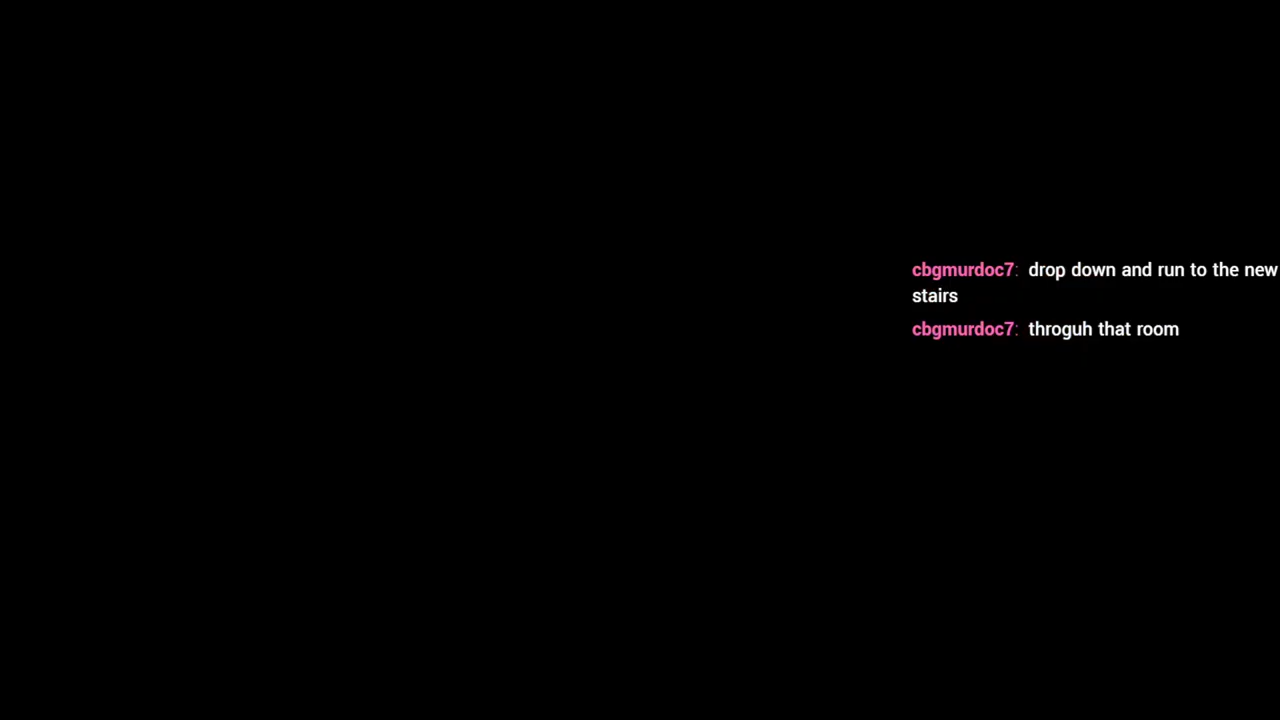 cbgmurdoc7: drop down and run to the new
stairs
cbgmurdoc7: throguh that room